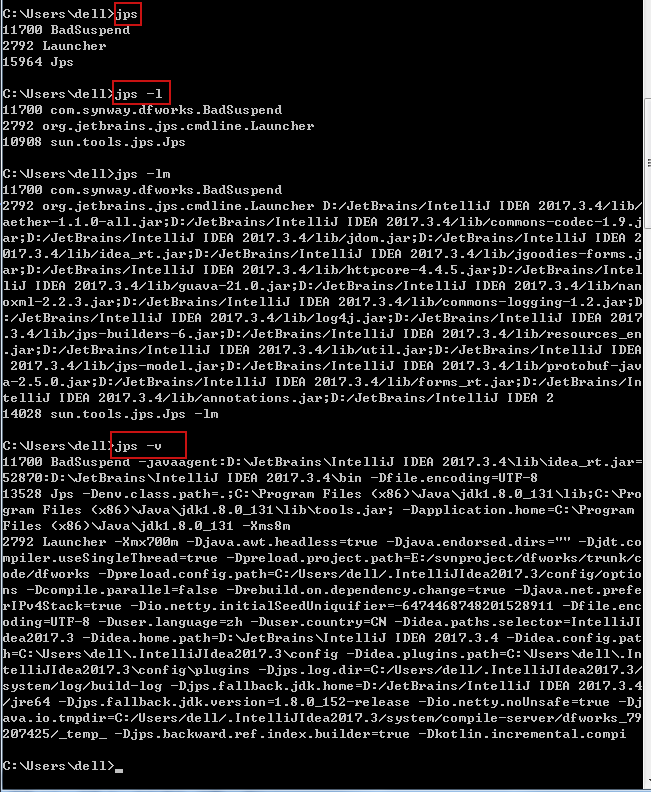 C:\Users\dell>jps
11700 BadSuspend
2792 Launcher
15964 Jps
C:\Users\dell>jps -l
11700 com.synway.dfworks.BadSuspend
2792 org.jetbrains.jps.cmdline.Launcher
10908 sun.tools.jps.Jps
C:\Users\dell>jps -lm
11700 com.synway.dfworks.BadSuspend
2792 org.jetbrains.jps.cmdline.Launcher D:/JetBrains/IntelliJ IDEA 2017.3.4/lib/
aether-1.1.0-all.jar;D:/JetBrains/IntelliJ IDEA 2017.3.4/lib/commons-codec-1.9.j
ar;D:/JetBrains/IntelliJ IDEA 2017.3.4/lib/jdom.jar;D:/JetBrains/IntelliJ IDEA 2
017.3.4/lib/idea_rt.jar;D:/JetBrains/IntelliJ IDEA 2017.3.4/lib/jgoodies-forms.j
ar;D:/JetBrains/IntelliJ IDEA 2017.3.4/lib/httpcore-4.4.5.jar;D:/JetBrains/Intel
liJ IDEA 2017.3.4/lib/guava-21.0.jar;D:/JetBrains/IntelliJ IDEA 2017.3.4/lib/nan
oxml-2.2.3.jar;D:/JetBrains/IntelliJ IDEA 2017.3.4/lib/commons-logging-1.2.jar;D
:/JetBrains/IntelliJ IDEA 2017.3.4/lib/log4j.jar;D:/JetBrains/IntelliJ IDEA 2017
.3.4/lib/jps-builders-6.jar;D:/JetBrains/IntelliJ IDEA 2017.3.4/lib/resources_en
.jar;D:/JetBrains/IntelliJ IDEA 2017.3.4/lib/util.jar;D:/JetBrains/IntelliJ IDEA
 2017.3.4/lib/jps-model.jar;D:/JetBrains/IntelliJ IDEA 2017.3.4/lib/protobuf-jav
a-2.5.0.jar;D:/JetBrains/IntelliJ IDEA 2017.3.4/lib/forms_rt.jar;D:/JetBrains/In
telliJ IDEA 2017.3.4/lib/annotations.jar;D:/JetBrains/IntelliJ IDEA 2
14028 sun.tools.jps.Jps -lm
C:\Users\dell>jps -v
11700 BadSuspend -javaagent:D:\JetBrains\IntelliJ IDEA 2017.3.4\lib\idea_rt.jar=
52870:D:\JetBrains\IntelliJ IDEA 2017.3.4\bin -Dfile.encoding=UTF-8
13528 Jps -Denv.class.path=.;C:\Program Files (x86)\Java\jdk1.8.0_131\lib;C:\Pro
gram Files (x86)\Java\jdk1.8.0_131\lib\tools.jar; -Dapplication.home=C:\Program
Files (x86)\Java\jdk1.8.0_131 -Xms8m
2792 Launcher -Xmx700m -Djava.awt.headless=true -Djava.endorsed.dirs="" -Djdt.co
mpiler.useSingleThread=true -Dpreload.project.path=E:/svnproject/dfworks/trunk/c
ode/dfworks -Dpreload.config.path=C:/Users/dell/.IntelliJIdea2017.3/config/optio
ns -Dcompile.parallel=false -Drebuild.on.dependency.change=true -Djava.net.prefe
rIPv4Stack=true -Dio.netty.initialSeedUniquifier=-6474468748201528911 -Dfile.enc
oding=UTF-8 -Duser.language=zh -Duser.country=CN -Didea.paths.selector=IntelliJI
dea2017.3 -Didea.home.path=D:\JetBrains\IntelliJ IDEA 2017.3.4 -Didea.config.pat
h=C:\Users\dell\.IntelliJIdea2017.3\config -Didea.plugins.path=C:\Users\dell\.In
telliJIdea2017.3\config\plugins -Djps.log.dir=C:/Users/dell/.IntelliJIdea2017.3/
system/log/build-log -Djps.fallback.jdk.home=D:/JetBrains/IntelliJ IDEA 2017.3.4
/jre64 -Djps.fallback.jdk.version=1.8.0_152-release -Dio.netty.noUnsafe=true -Dj
ava.io.tmpdir=C:/Users/dell/.IntelliJIdea2017.3/system/compile-server/dfworks_79
207425/_temp_ -Djps.backward.ref.index.builder=true -Dkotlin.incremental.compi
C:\Users\dell>_